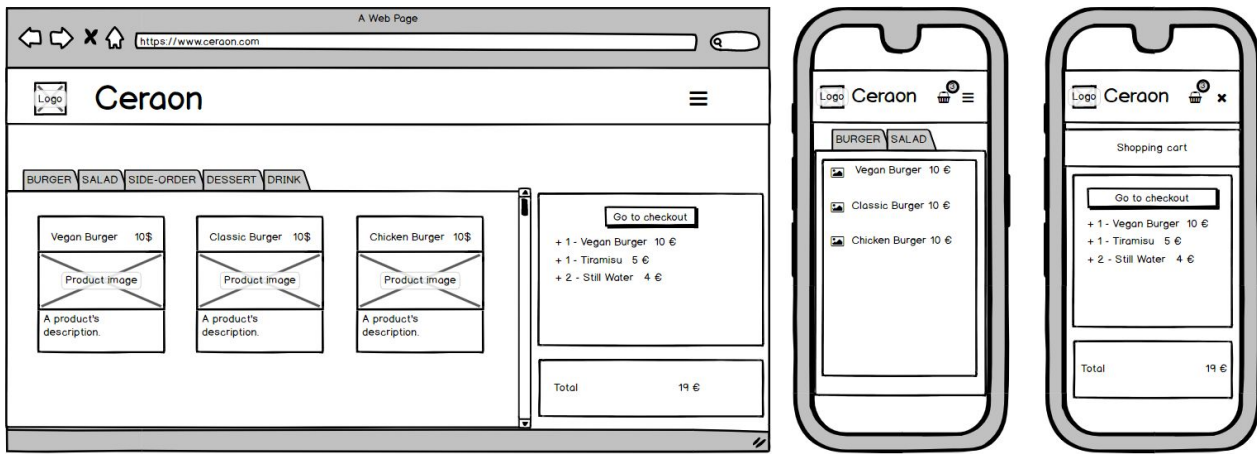 A Web Page
https://www.ceraon.com
Logo
Ceraon
BURGER SALAD SIDE-ORDER DESSERT DRINK
Vegan Burger 10$
Product image
A product's
description.
Classic Burger 10$
Product image
A product's
description.
Chicken Burger 10$
Product image
A product's
description.
Go to checkout
+ 1 - Vegan Burger 10 €
+ 1 - Tiramisu 5 €
+ 2 - Still Water 4 €
Total 19 €
Logo Ceraon 3
BURGER SALAD
Vegan Burger 10 €
Classic Burger 10 €
Chicken Burger 10 €
Logo Ceraon 3
Shopping cart
Go to checkout
+ 1 - Vegan Burger 10 €
+ 1 - Tiramisu 5 €
+ 2 - Still Water 4 €
Total 19 €